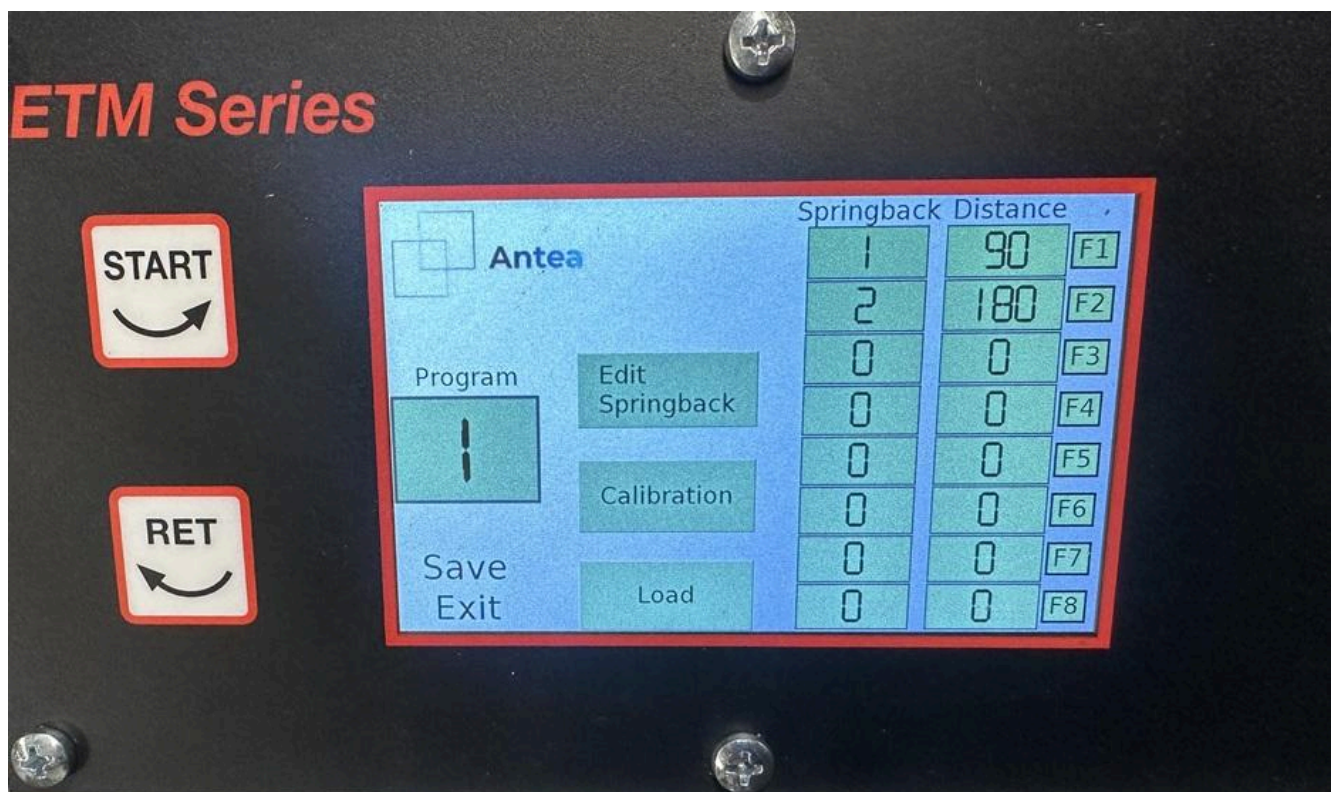 ETM Series
START
RET
Antea
Program
1
Save
Exit
Edit
Springback
Calibration
Load
Springback Distance
1 90 F1
2 180 F2
0 0 F3
0 0 F4
0 0 F5
0 0 F6
0 0 F7
0 0 F8